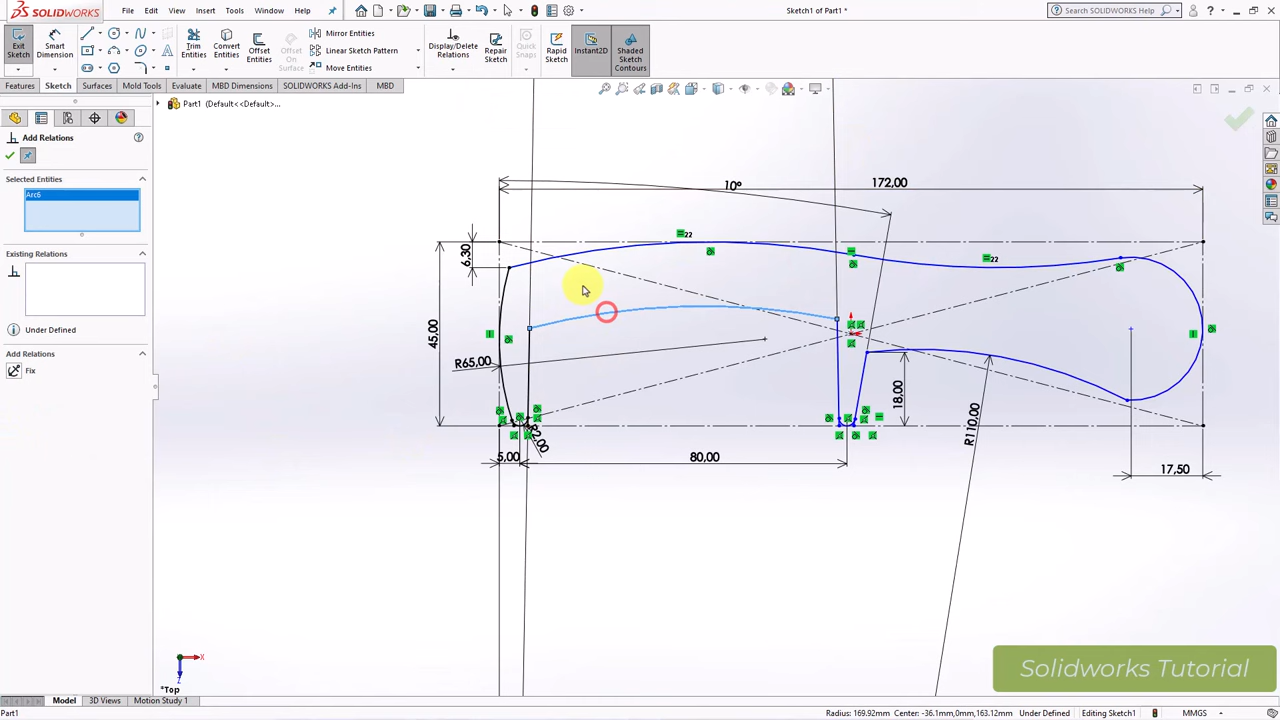 SOLIDWORKS File Edit View Insert Tools Window Help Sketch1 of Part1 * Search SOLIDWORKS Help
Exit Sketch Smart Dimension Trim Entities Convert Entities Offset Entities Offset On Surface Mirror Entities Display/Delete Relations Repair Sketch Quick Snaps Rapid Sketch Instant2D Shaded Sketch Contours
Linear Sketch Pattern
Move Entities
Features Sketch Surfaces Mold Tools Evaluate MBD Dimensions SOLIDWORKS Add-Ins MBD
Part1 (Default<<Default>...
Add Relations
Selected Entities
Arc6
Existing Relations
Under Defined
Add Relations
Fix
10°
172,00
22
6,30
22
45,00
R65,00
18,00
R110,00
R2,00
5,00
80,00
17,50
X
Z
*Top
Solidworks Tutorial
Model 3D Views Motion Study 1
Part1 Radius: 169.92mm Center: -36.1mm,0mm,163.12mm Under Defined Editing Sketch1 MMGS